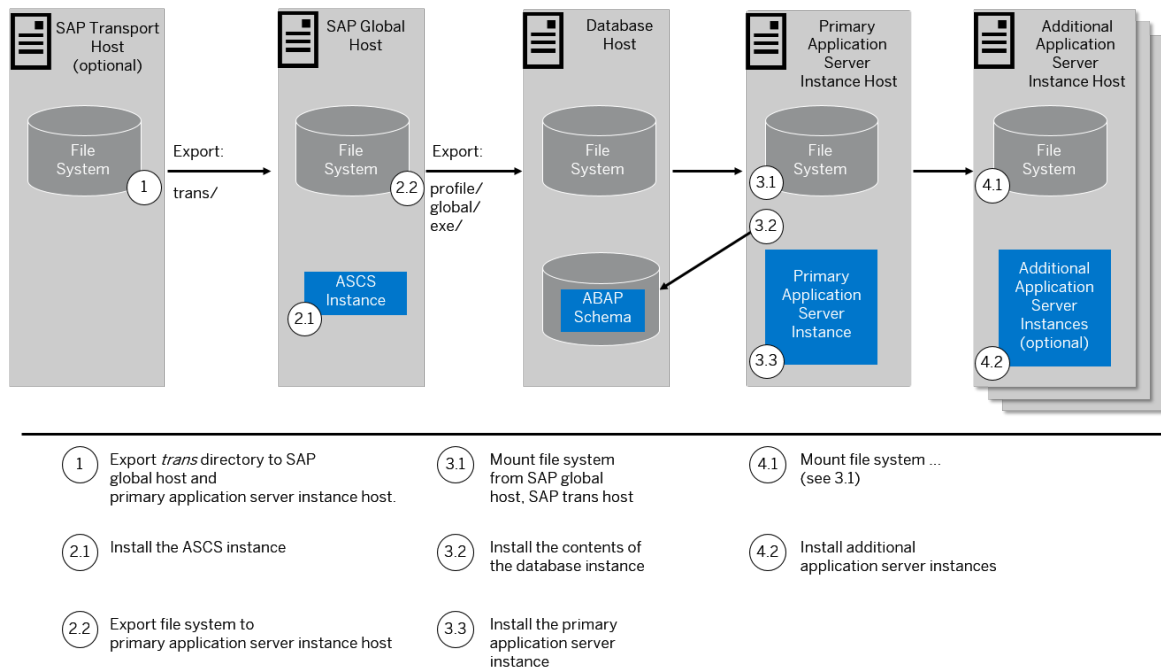 SAP Transport
Host
(optional)
File
System
1
Export:
trans/
SAP Global
Host
File
System
2.2
ASCS
Instance
2.1
Export:
profile/
global/
exe/
Database
Host
File
System
ABAP
Schema
Primary
Application
Server
Instance Host
File
System
3.1
3.2
Primary
Application
Server
Instance
3.3
Additional
Application
Server
Instance Host
File
System
4.1
Additional
Application
Server
Instances
(optional)
4.2
1
Export trans directory to SAP
global host and
primary application server instance host.
2.1
Install the ASCS instance
2.2
Export file system to
primary application server instance host
3.1
Mount file system
from SAP global
host, SAP trans host
3.2
Install the contents of
the database instance
3.3
Install the primary
application server
instance
4.1
Mount file system ...
(see 3.1)
4.2
Install additional
application server instances